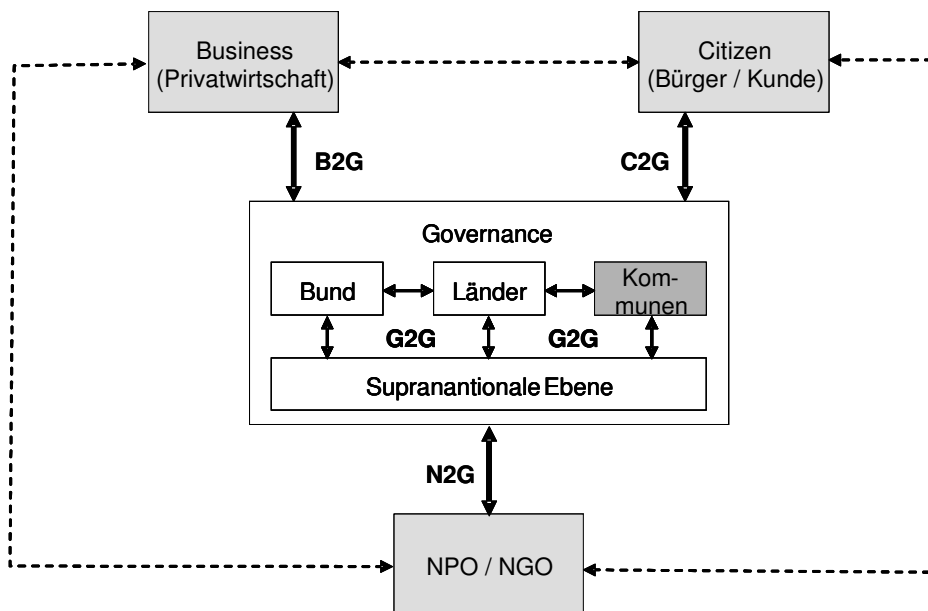 Business
(Privatwirtschaft)
Citizen
(Bürger / Kunde)
B2G
C2G
Governance
Bund
Länder
Kom-
munen
G2G
G2G
Supranantionale Ebene
N2G
NPO / NGO